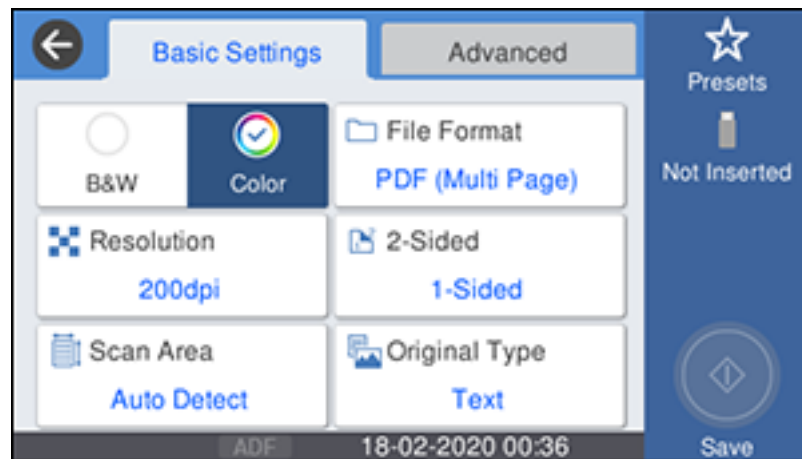 Basic Settings
Advanced
Presets
B&W
Color
File Format
PDF (Multi Page)
Not Inserted
Resolution
200dpi
2-Sided
1-Sided
Scan Area
Auto Detect
Original Type
Text
ADF
18-02-2020 00:36
Save